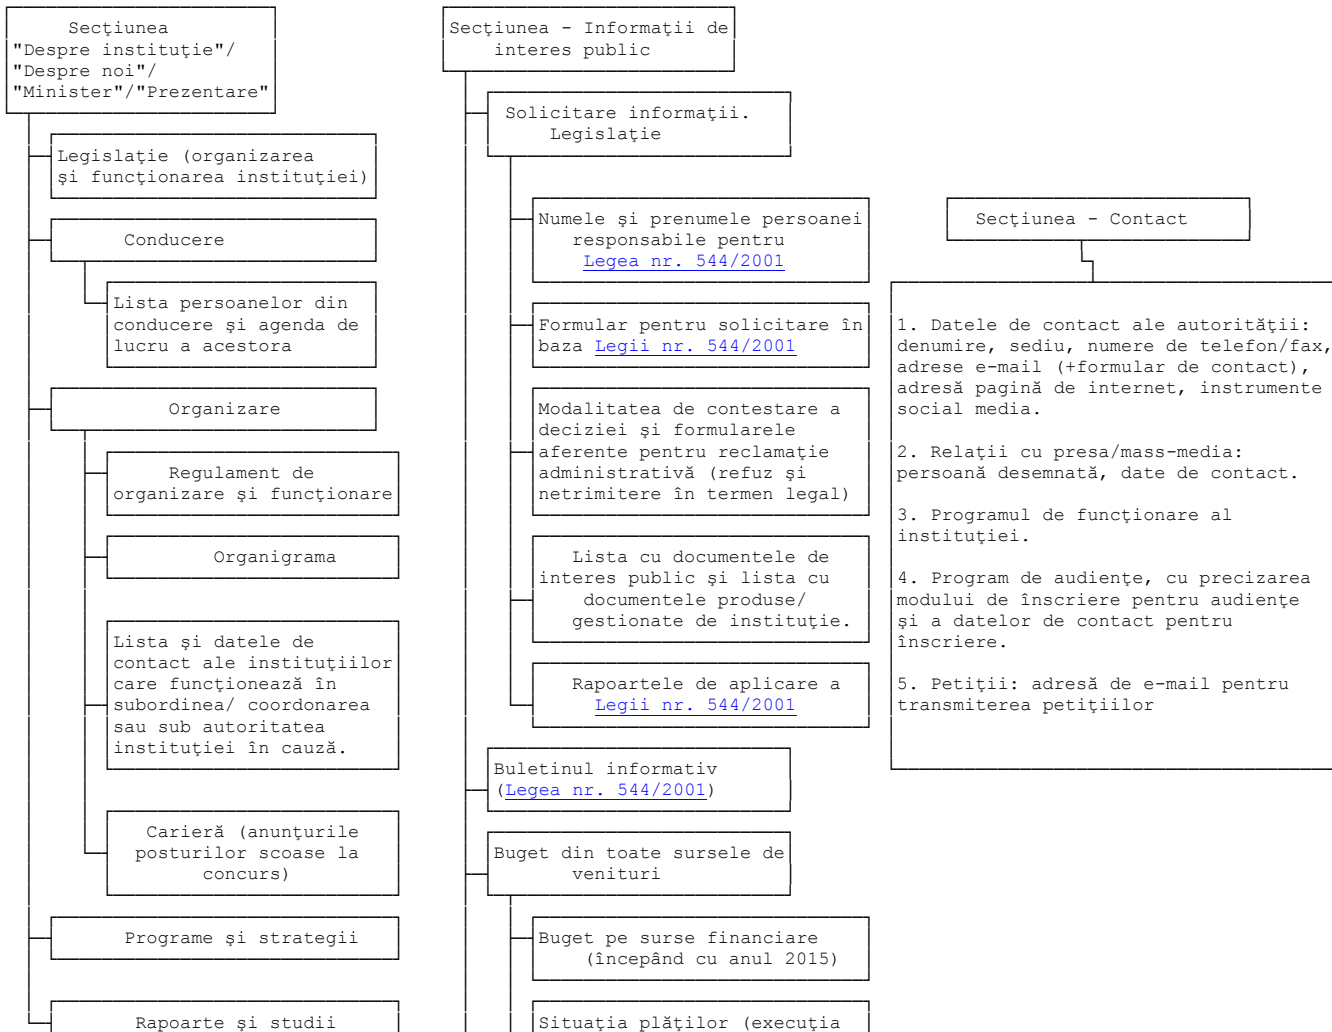 Secţiunea
"Despre instituţie"/
"Despre noi"/
"Minister"/"Prezentare"
Legislaţie (organizarea
şi funcţionarea instituţiei)
Conducere
Lista persoanelor din
conducere şi agenda de
lucru a acestora
Organizare
Regulament de
organizare şi funcţionare
Organigrama
Lista şi datele de
contact ale instituţiilor
care funcţionează în
subordinea/ coordonarea
sau sub autoritatea
instituţiei în cauză.
Carieră (anunţurile
posturilor scoase la
concurs)
Programe şi strategii
Rapoarte şi studii
Secţiunea - Informaţii de
interes public
Solicitare informaţii.
Legislaţie
Numele şi prenumele persoanei
responsabile pentru
Legea nr. 544/2001
Formular pentru solicitare în
baza Legii nr. 544/2001
Modalitatea de contestare a
deciziei şi formularele
aferente pentru reclamaţie
administrativă (refuz şi
netrimitere în termen legal)
Lista cu documentele de
interes public şi lista cu
documentele produse/
gestionate de instituţie.
Rapoartele de aplicare a
Legii nr. 544/2001
Buletinul informativ
(Legea nr. 544/2001)
Buget din toate sursele de
venituri
Buget pe surse financiare
(începând cu anul 2015)
Situaţia plăţilor (execuţia
Secţiunea - Contact
1. Datele de contact ale autorităţii:
denumire, sediu, numere de telefon/fax,
adrese e-mail (+formular de contact),
adresă pagină de internet, instrumente
social media.
2. Relaţii cu presa/mass-media:
persoană desemnată, date de contact.
3. Programul de funcţionare al
instituţiei.
4. Program de audienţe, cu precizarea
modului de înscriere pentru audienţe
şi a datelor de contact pentru
înscriere.
5. Petiţii: adresă de e-mail pentru
transmiterea petiţiilor